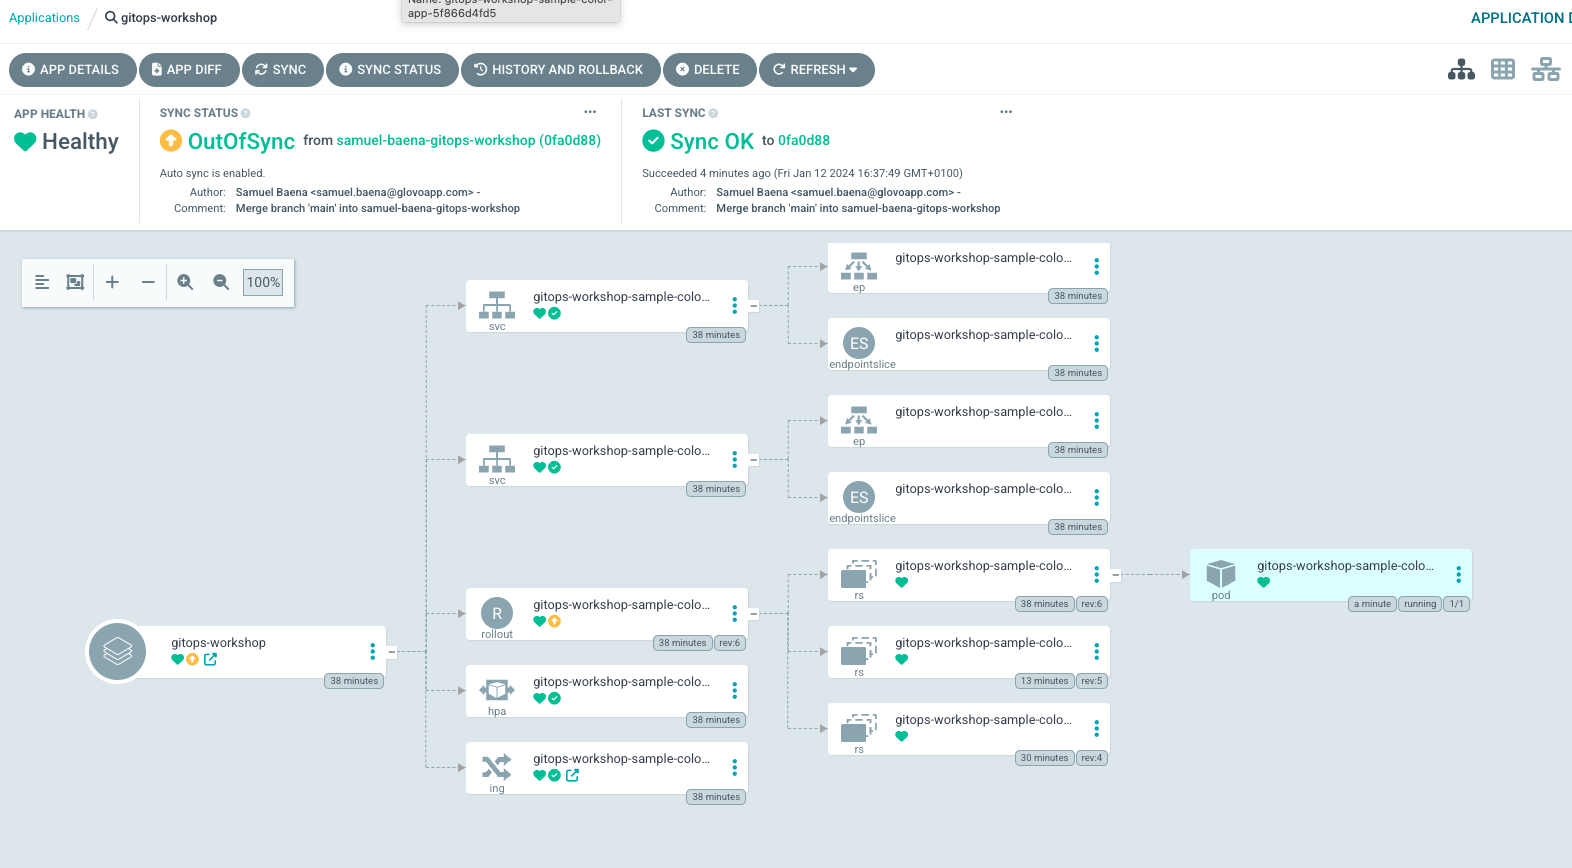 Name: gitops-workshop-sample-color-
app-5f866d4fd5
Applications / gitops-workshop
APPLICATION D
APP DETAILS
APP DIFF
SYNC
SYNC STATUS
HISTORY AND ROLLBACK
DELETE
REFRESH
APP HEALTH
Healthy
SYNC STATUS
OutOfSync from samuel-baena-gitops-workshop (0fa0d88)
Auto sync is enabled.
Author: Samuel Baena <samuel.baena@glovoapp.com> -
Comment: Merge branch 'main' into samuel-baena-gitops-workshop
LAST SYNC
Sync OK to 0fa0d88
Succeeded 4 minutes ago (Fri Jan 12 2024 16:37:49 GMT+0100)
Author: Samuel Baena <samuel.baena@glovoapp.com> -
Comment: Merge branch 'main' into samuel-baena-gitops-workshop
100%
gitops-workshop
38 minutes
gitops-workshop-sample-colo...
svc
38 minutes
gitops-workshop-sample-colo...
svc
38 minutes
R
gitops-workshop-sample-colo...
rollout
38 minutes rev:6
gitops-workshop-sample-colo...
hpa
38 minutes
gitops-workshop-sample-colo...
ing
38 minutes
gitops-workshop-sample-colo...
ep
38 minutes
ES
gitops-workshop-sample-colo...
endpointslice
38 minutes
gitops-workshop-sample-colo...
ep
38 minutes
ES
gitops-workshop-sample-colo...
endpointslice
38 minutes
gitops-workshop-sample-colo...
rs
38 minutes rev:6
gitops-workshop-sample-colo...
rs
13 minutes rev:5
gitops-workshop-sample-colo...
rs
30 minutes rev:4
gitops-workshop-sample-colo...
pod
a minute running 1/1